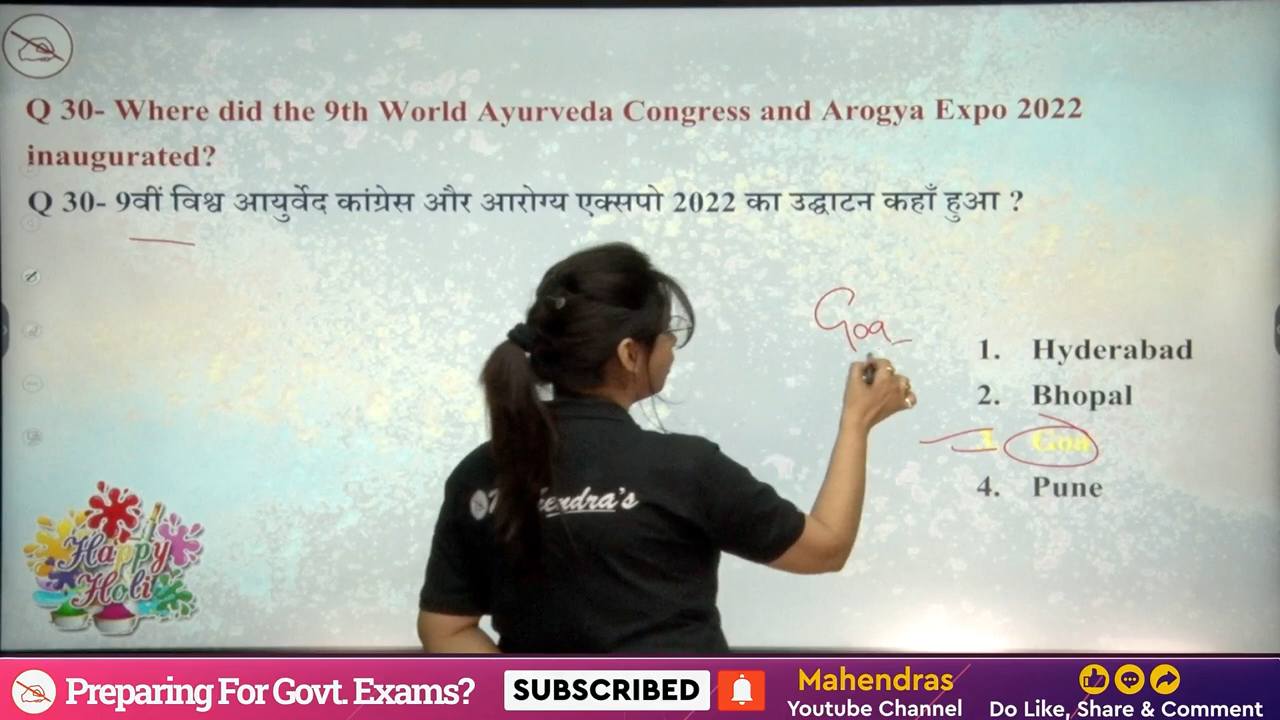 Q 30- Where did the 9th World Ayurveda Congress and Arogya Expo 2022
inaugurated?
Q 30- 9वीं विश्व आयुर्वेद कांग्रेस और आरोग्य एक्सपो 2022 का उद्घाटन कहाँ हुआ ?
Goa
1. Hyderabad
2. Bhopal
3. Goa
4. Pune
Happy
Holi
Preparing For Govt. Exams?
SUBSCRIBED
Mahendras
Youtube Channel
Do Like, Share & Comment